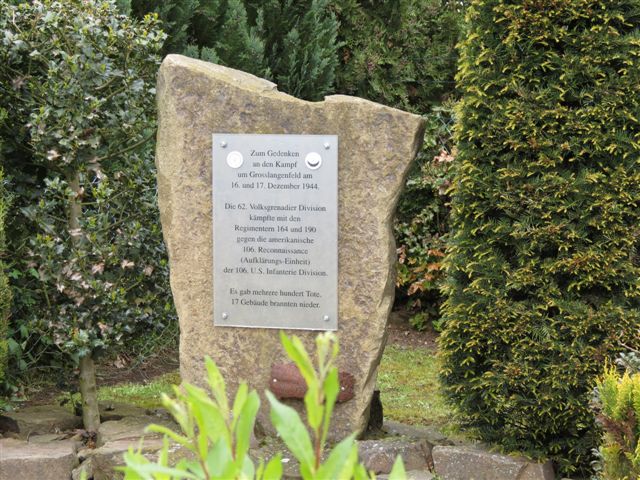 Zum Gedenken
an den Kampf
um Grosslangenfeld am
16. und 17. Dezember 1944.
Die 62. Volksgrenadier Division
kämpfte mit den
Regimentern 164 und 190
gegen die amerikanische
106. Reconnaissance
(Aufklärungs-Einheit)
der 106. U.S. Infanterie Division.
Es gab mehrere hundert Tote,
17 Gebäude brannten nieder.